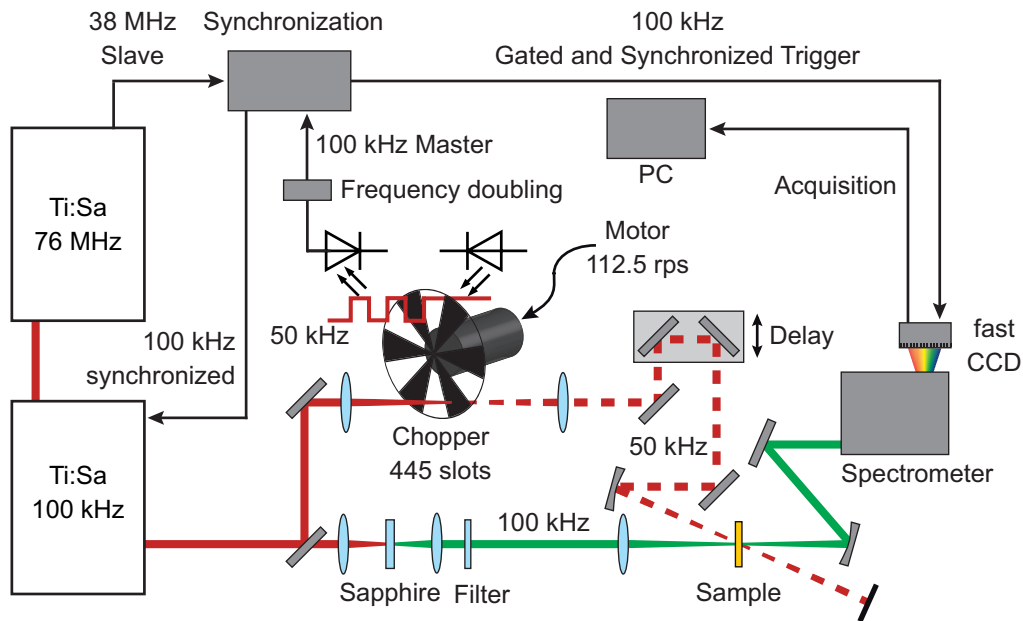 38 MHz
Slave
Synchronization
100 kHz
Gated and Synchronized Trigger
100 kHz Master
PC
Frequency doubling
Acquisition
Ti:Sa
76 MHz
Motor
112.5 rps
50 kHz
Delay
fast
CCD
100 kHz
synchronized
Chopper
445 slots
50 kHz
Spectrometer
Ti:Sa
100 kHz
100 kHz
Sapphire
Filter
Sample